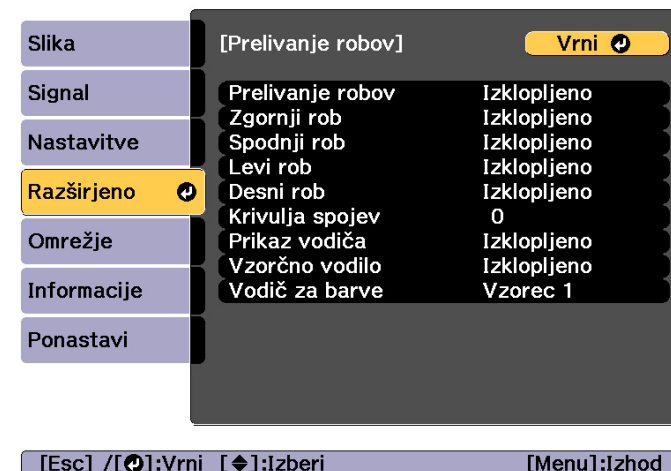 Slika
Signal
Nastavitve
Razširjeno
Omrežje
Informacije
Ponastavi
[Prelivanje robov] Vrni
Prelivanje robov Izklopljeno
Zgornji rob Izklopljeno
Spodnji rob Izklopljeno
Levi rob Izklopljeno
Desni rob Izklopljeno
Krivulja spojev 0
Prikaz vodiča Izklopljeno
Vzorčno vodilo Izklopljeno
Vodič za barve Vzorec 1
[Esc] /[↵]:Vrni [◆]:Izberi [Menu]:Izhod